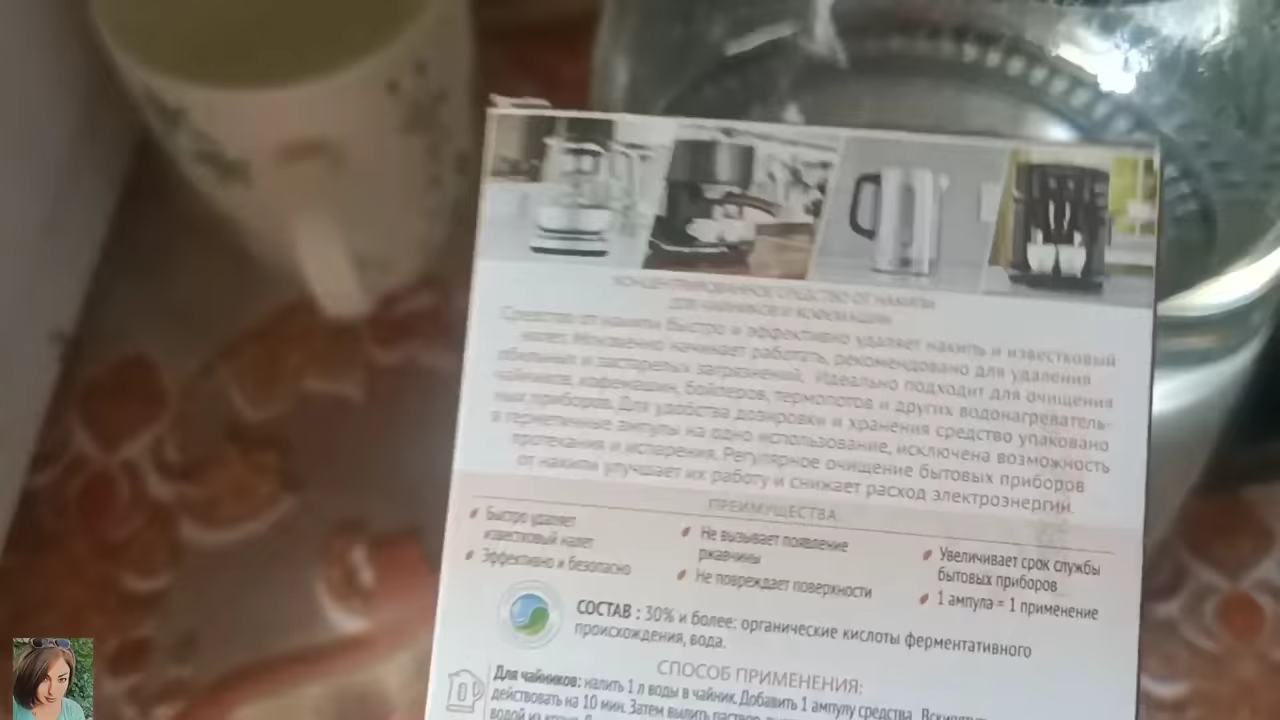 КОНЦЕНТРИРОВАННОЕ СРЕДСТВО ОТ НАКИПИ
ДЛЯ ЧАЙНИКОВ И КОФЕМАШИН
Средство от накипи быстро и эффективно удаляет накипь и известковый
налет. Мгновенно начинает работать, рекомендовано для удаления
обильных и застарелых загрязнений. Идеально подходит для очищения
чайников, кофемашин, бойлеров, термопотов и других водонагреватель-
ных приборов. Для удобства дозировки и хранения средство упаковано
в герметичные ампулы на одно использование, исключена возможность
протекания и испарения. Регулярное очищение бытовых приборов
от накипи улучшает их работу и снижает расход электроэнергии.
ПРЕИМУЩЕСТВА:
Быстро удаляет
известковый налет
Эффективно и безопасно
Не вызывает появление
ржавчины
Не повреждает поверхности
Увеличивает срок службы
бытовых приборов
1 ампула = 1 применение
СОСТАВ : 30% и более: органические кислоты ферментативного
происхождения, вода.
СПОСОБ ПРИМЕНЕНИЯ:
Для чайников: налить 1 л воды в чайник. Добавить 1 ампулу средства.
действовать на 10 мин. Затем вылить
водой из